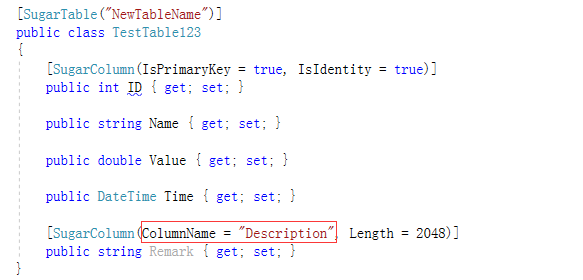 [SugarTable("NewTableName")]
public class TestTable123
{
[SugarColumn(IsPrimaryKey = true, IsIdentity = true)]
public int ID { get; set; }
public string Name { get; set; }
public double Value { get; set; }
public DateTime Time { get; set; }
[SugarColumn(ColumnName = "Description", Length = 2048)]
public string Remark { get; set; }
}